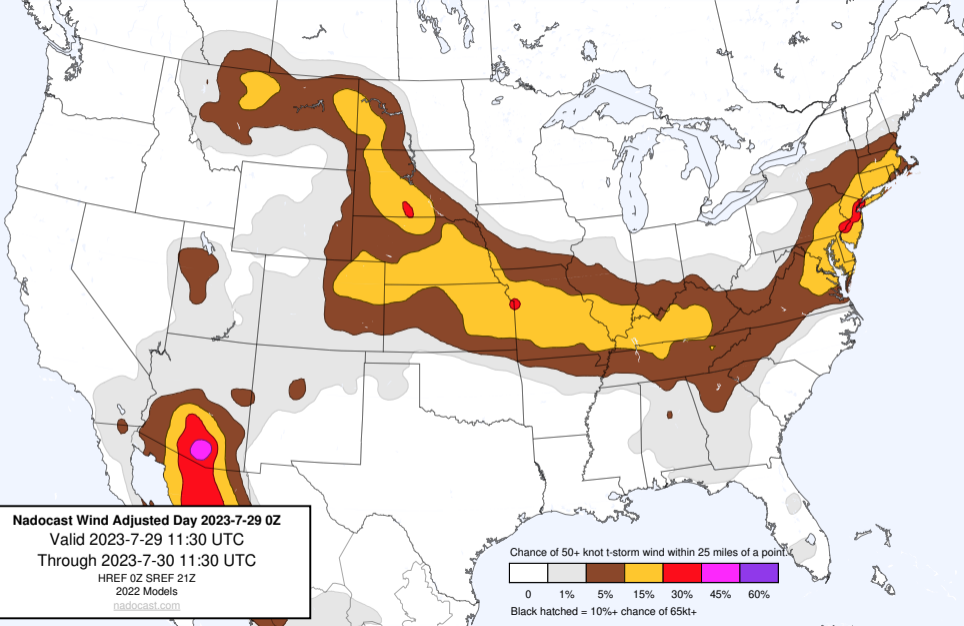 Nadocast Wind Adjusted Day 2023-7-29 0Z
Valid 2023-7-29 11:30 UTC
Through 2023-7-30 11:30 UTC
HREF 0Z SREF 21Z
2022 Models
nadocast.com
Chance of 50+ knot t-storm wind within 25 miles of a point.
0 1% 5% 15% 30% 45% 60%
Black hatched = 10%+ chance of 65kt+